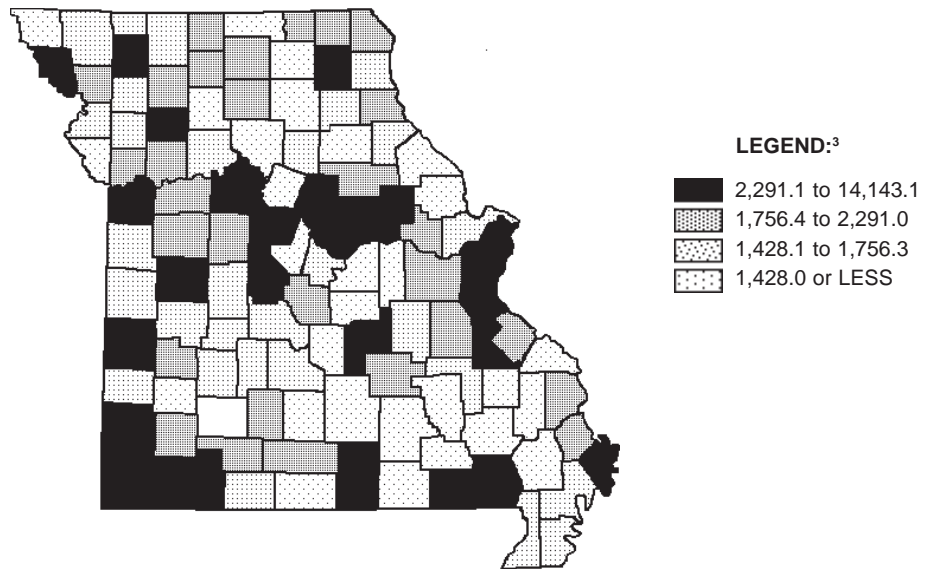 LEGEND:³
2,291.1 to 14,143.1
1,756.4 to 2,291.0
1,428.1 to 1,756.3
1,428.0 or LESS